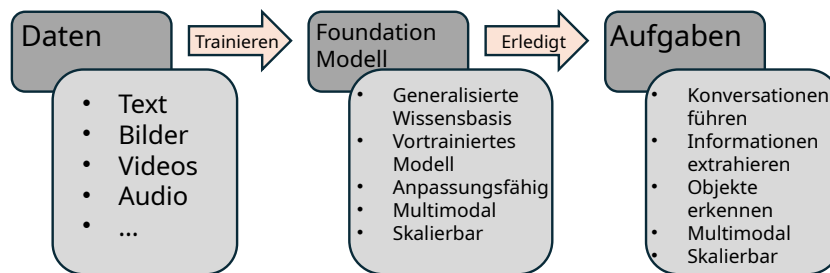 Daten
Trainieren
Foundation
Modell
Erledigt
Aufgaben
• Text
• Bilder
• Videos
• Audio
• ...
• Generalisierte
Wissensbasis
• Vortrainiertes
Modell
• Anpassungsfähig
• Multimodal
• Skalierbar
• Konversationen
führen
• Informationen
extrahieren
• Objekte
erkennen
• Multimodal
• Skalierbar